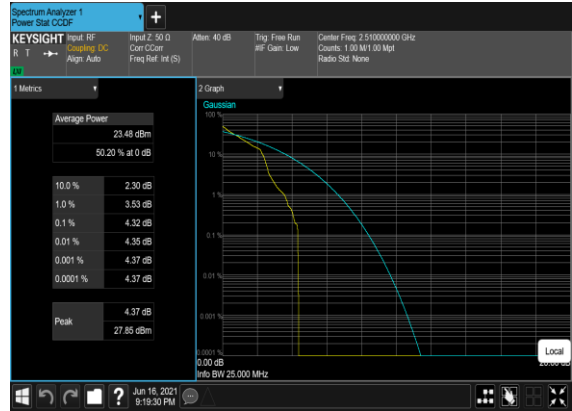 Spectrum Analyzer 1
Power Stat CCDF
KEYSIGHT
R T
LXI
Input: RF
Coupling: DC
Align: Auto
Input Z: 50 Ω
Corr CCorr
Freq Ref: Int (S)
Atten: 40 dB
Trig: Free Run
#IF Gain: Low
Center Freq: 2.510000000 GHz
Counts: 1.00 M/1.00 Mpt
Radio Std: None
1 Metrics
Average Power
23.48 dBm
50.20 % at 0 dB
10.0 % 2.30 dB
1.0 % 3.53 dB
0.1 % 4.32 dB
0.01 % 4.35 dB
0.001 % 4.37 dB
0.0001 % 4.37 dB
Peak
4.37 dB
27.85 dBm
2 Graph
Gaussian
100 %
10 %
1 %
0.1 %
0.01 %
0.001 %
0.0001 %
0.00 dB
Info BW 25.000 MHz
Local
?
Jun 16, 2021
9:19:30 PM